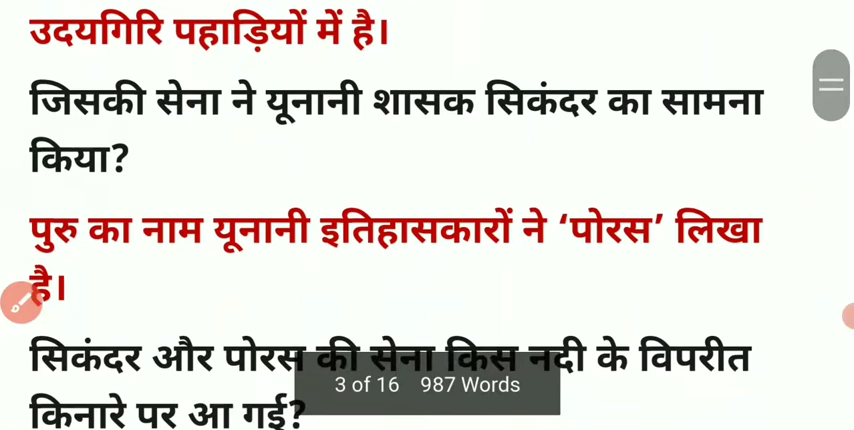 उदयगिरि पहाड़ियों में है।
जिसकी सेना ने यूनानी शासक सिकंदर का सामना
किया?
पुरु का नाम यूनानी इतिहासकारों ने ‘पोरस’ लिखा
है।
सिकंदर और पोरस की सेना किस नदी के विपरीत
3 of 16 987 Words
किनारे पर आ गई?